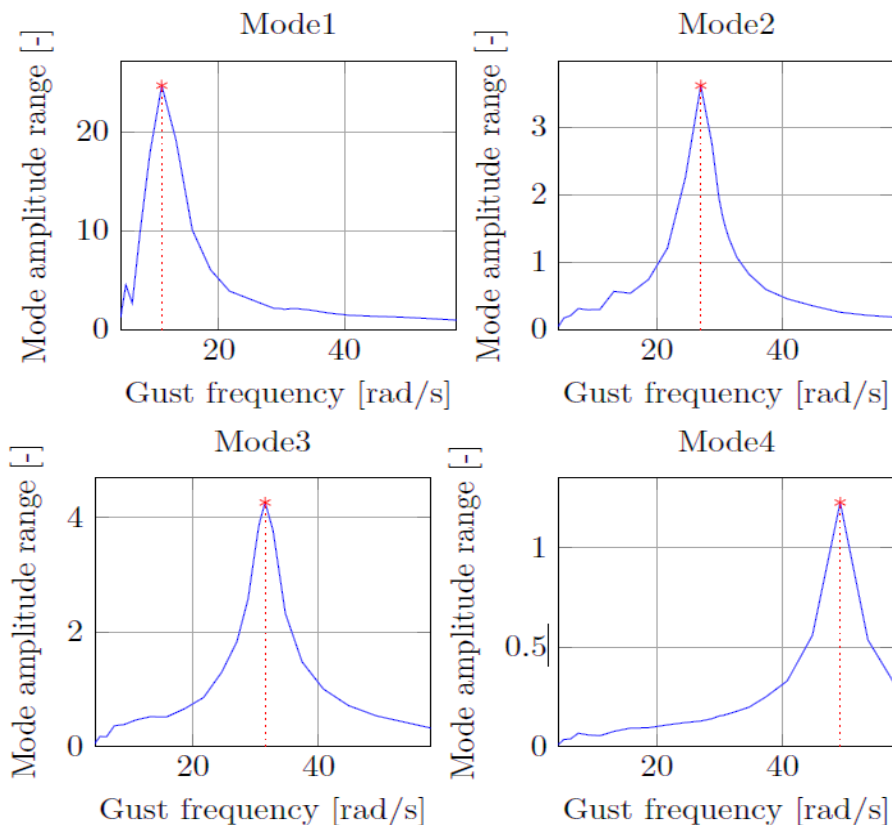 Mode1
Mode amplitude range [-]
20
10
0
20 40
Gust frequency [rad/s]
Mode2
Mode amplitude range [-]
3
2
1
0
20 40
Gust frequency [rad/s]
Mode3
Mode amplitude range [-]
4
2
0
20 40
Gust frequency [rad/s]
Mode4
Mode amplitude range [-]
1
0.5
0
20 40
Gust frequency [rad/s]